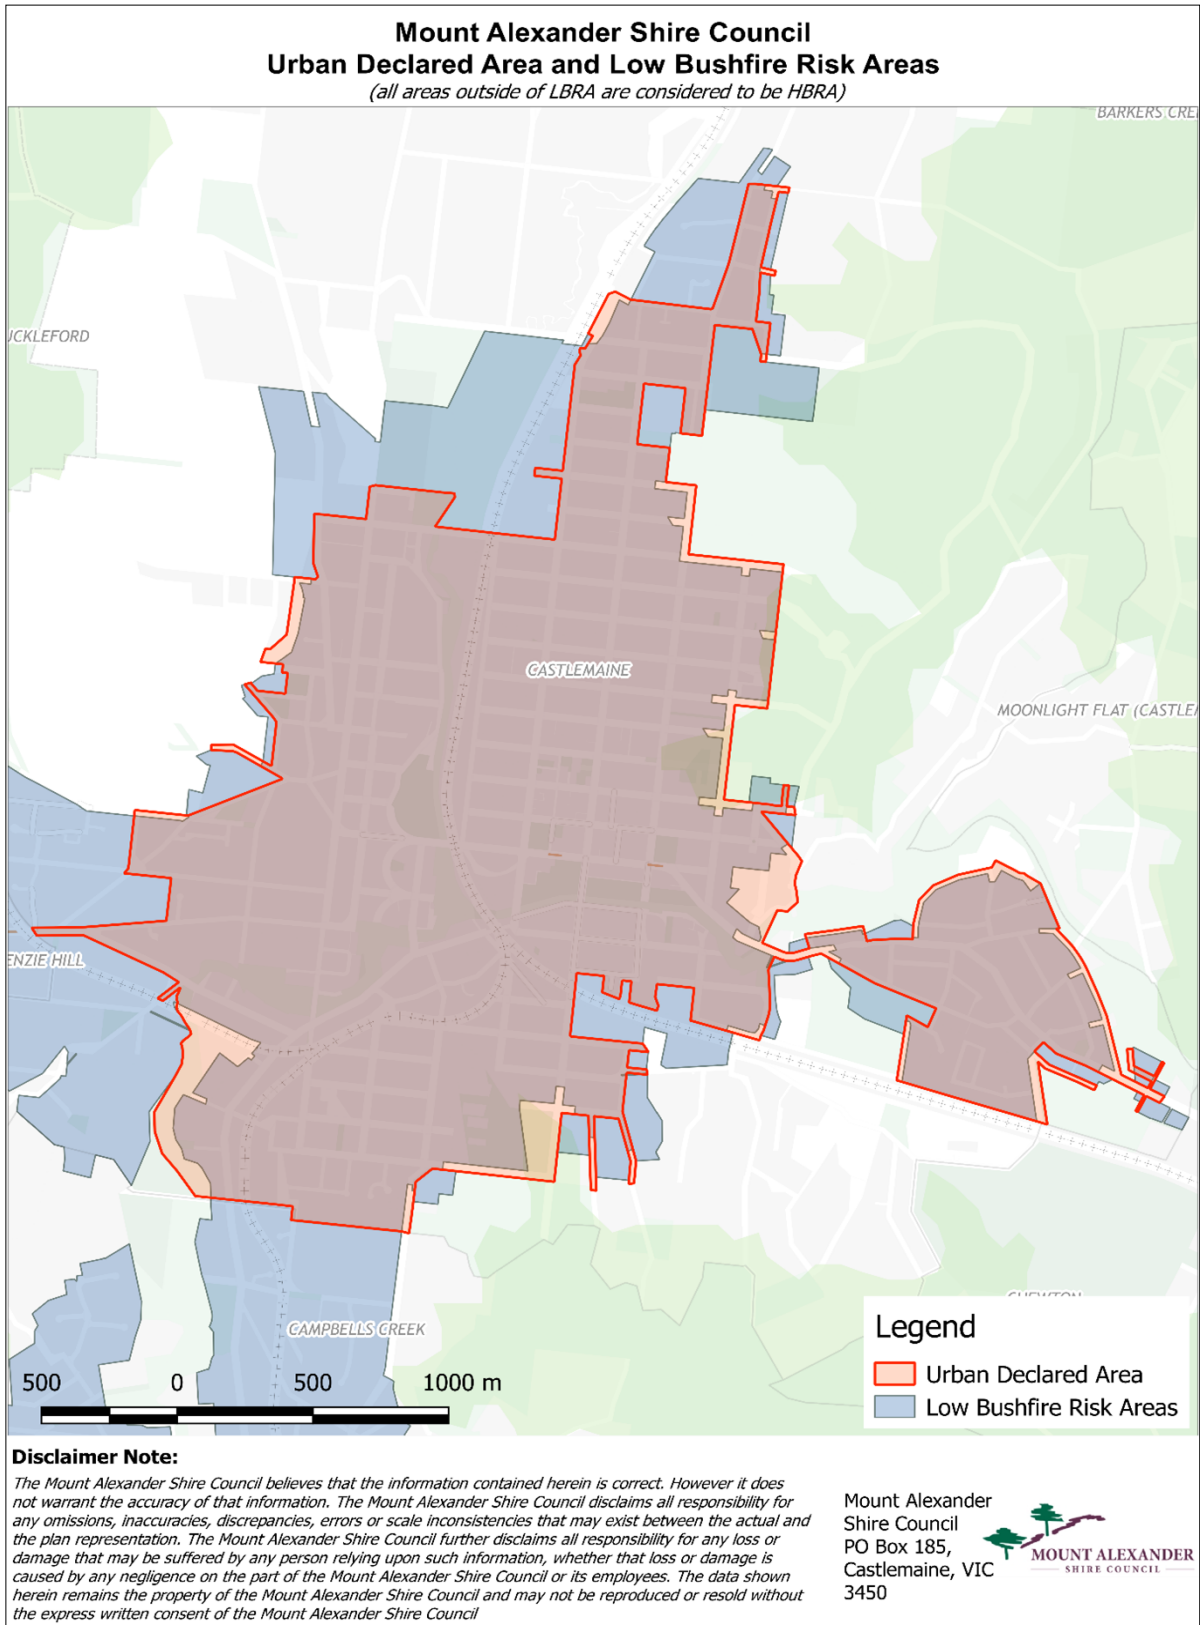 Mount Alexander Shire Council
Urban Declared Area and Low Bushfire Risk Areas
(all areas outside of LBRA are considered to be HBRA)
BARKERS CRE
UCKLEFORD
CASTLEMAINE
MOONLIGHT FLAT (CASTLE
ENZIE HILL
CAMPBELLS CREEK
Legend
Urban Declared Area
Low Bushfire Risk Areas
500 0 500 1000 m
Disclaimer Note:
The Mount Alexander Shire Council believes that the information contained herein is correct. However it does
not warrant the accuracy of that information. The Mount Alexander Shire Council disclaims all responsibility for
any omissions, inaccuracies, discrepancies, errors or scale inconsistencies that may exist between the actual and
the plan representation. The Mount Alexander Shire Council further disclaims all responsibility for any loss or
damage that may be suffered by any person relying upon such information, whether that loss or damage is
caused by any negligence on the part of the Mount Alexander Shire Council or its employees. The data shown
herein remains the property of the Mount Alexander Shire Council and may not be reproduced or resold without
the express written consent of the Mount Alexander Shire Council
Mount Alexander
Shire Council
PO Box 185,
Castlemaine, VIC
3450
MOUNT ALEXANDER
SHIRE COUNCIL